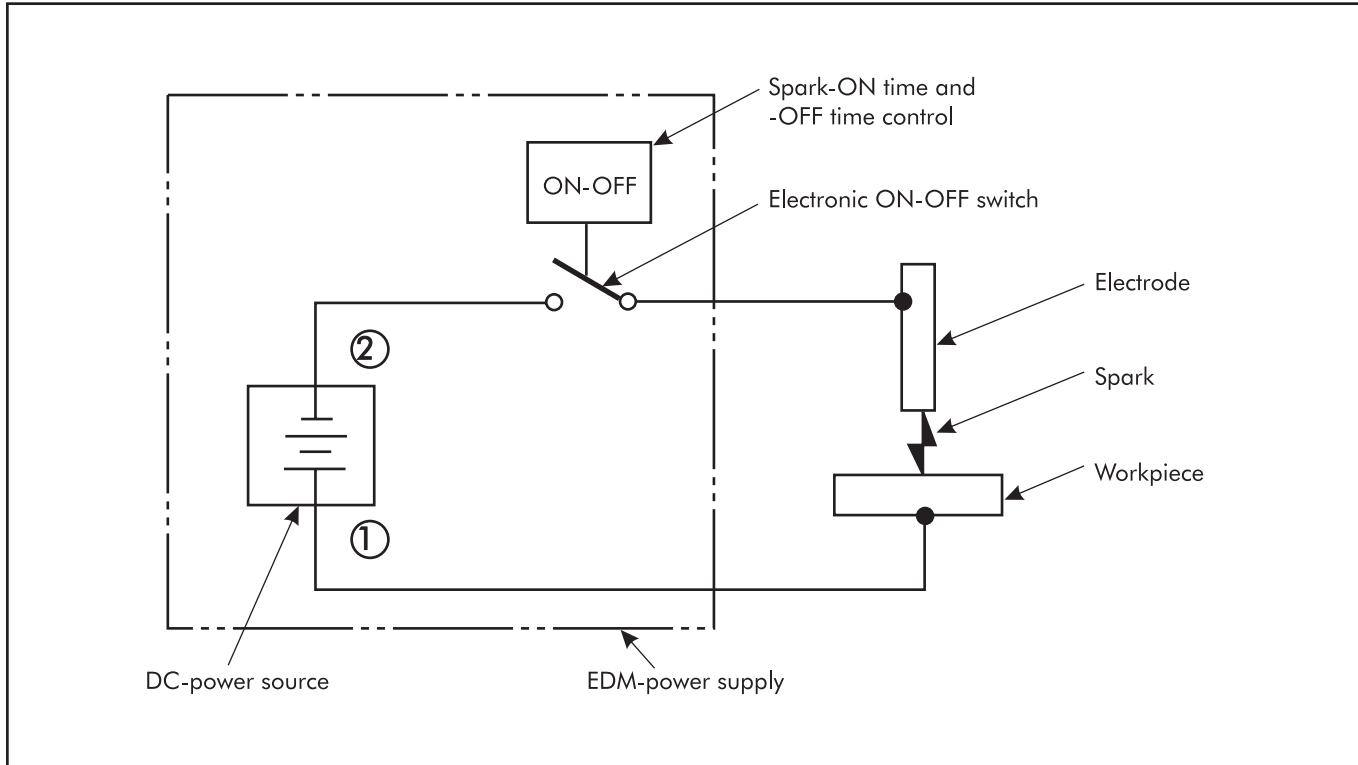 Spark-ON time and
-OFF time control
ON-OFF
Electronic ON-OFF switch
Electrode
②
Spark
Workpiece
①
DC-power source
EDM-power supply